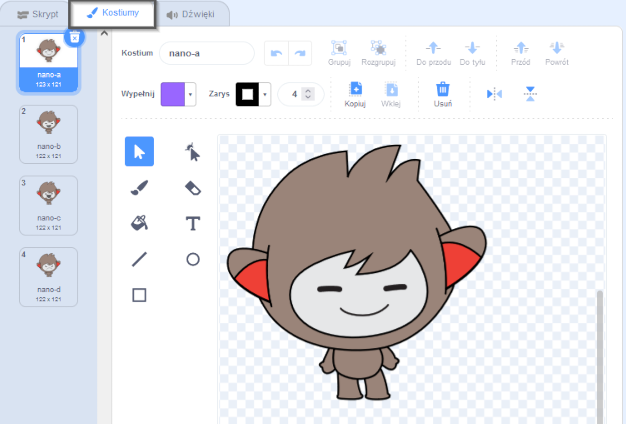 Skrypt Kostiumy Dźwięki
1
nano-a
123 x 121
2
nano-b
122 x 121
3
nano-c
122 x 121
4
nano-d
122 x 121
Kostium nano-a Grupuj Rozgrupuj Do przodu Do tyłu Przód Powrót
Wypełnij Zarys 4 Kopiuj Wklej Usuń
T